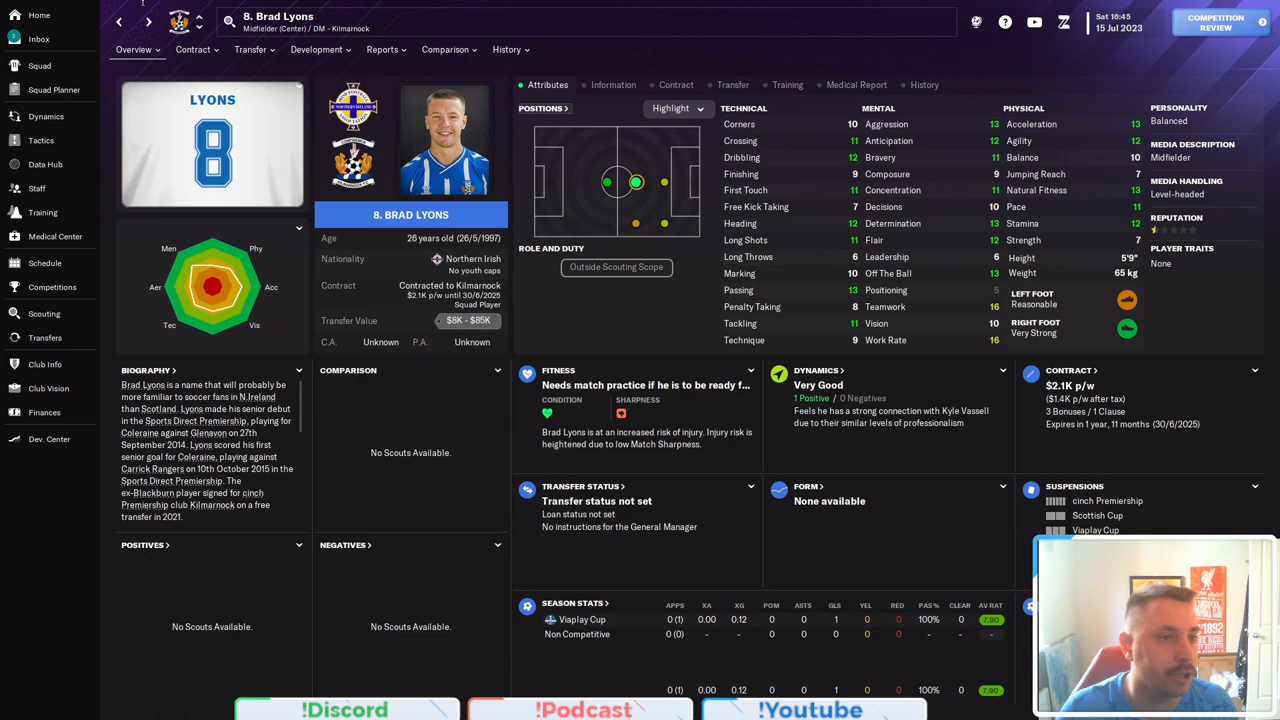 Home
Inbox
Squad
Squad Planner
Dynamics
Tactics
Data Hub
Staff
Training
Medical Center
Schedule
Competitions
Scouting
Transfers
Club Info
Club Vision
Finances
Dev. Center
8. Brad Lyons
Midfielder (Center) / DM - Kilmarnock
Sat 16:45
15 Jul 2023
COMPETITION
REVIEW
Overview
Contract
Transfer
Development
Reports
Comparison
History
LYONS
8
Men
Phy
Aer
Acc
Tec
Vis
8. BRAD LYONS
Age 26 years old (26/5/1997)
Nationality Northern Irish
No youth caps
Contract Contracted to Kilmarnock
$2.1K p/w until 30/6/2025
Squad Player
Transfer Value $8K - $85K
C.A. Unknown P.A. Unknown
Attributes
Information
Contract
Transfer
Training
Medical Report
History
POSITIONS >
Highlight
ROLE AND DUTY
Outside Scouting Scope
TECHNICAL
Corners 10
Crossing 11
Dribbling 12
Finishing 9
First Touch 11
Free Kick Taking 7
Heading 12
Long Shots 11
Long Throws 6
Marking 10
Passing 13
Penalty Taking 8
Tackling 11
Technique 9
MENTAL
Aggression 13
Anticipation 12
Bravery 11
Composure 9
Concentration 11
Decisions 10
Determination 13
Flair 12
Leadership 6
Off The Ball 13
Positioning 5
Teamwork 16
Vision 10
Work Rate 16
PHYSICAL
Acceleration 13
Agility 12
Balance 10
Jumping Reach 7
Natural Fitness 13
Pace 11
Stamina 12
Strength 7
Height 5'9"
Weight 65 kg
LEFT FOOT
Reasonable
RIGHT FOOT
Very Strong
PERSONALITY
Balanced
MEDIA DESCRIPTION
Midfielder
MEDIA HANDLING
Level-headed
REPUTATION
PLAYER TRAITS
None
BIOGRAPHY >
Brad Lyons is a name that will probably be
more familiar to soccer fans in N.Ireland
than Scotland. Lyons made his senior debut
in the Sports Direct Premiership, playing for
Coleraine against Glenavon on 27th
September 2014. Lyons scored his first
senior goal for Coleraine, playing against
Carrick Rangers on 10th October 2015 in the
Sports Direct Premiership. The
ex-Blackburn player signed for cinch
Premiership club Kilmarnock on a free
transfer in 2021.
COMPARISON
No Scouts Available.
FITNESS
Needs match practice if he is to be ready f...
CONDITION
SHARPNESS
Brad Lyons is at an increased risk of injury. Injury risk is
heightened due to low Match Sharpness.
DYNAMICS >
Very Good
1 Positive / 0 Negatives
Feels he has a strong connection with Kyle Vassell
due to their similar levels of professionalism
CONTRACT >
$2.1K p/w
($1.4K p/w after tax)
3 Bonuses / 1 Clause
Expires in 1 year, 11 months (30/6/2025)
TRANSFER STATUS >
Transfer status not set
Loan status not set
No instructions for the General Manager
FORM >
None available
SUSPENSIONS
cinch Premiership
Scottish Cup
Viaplay Cup
POSITIVES >
No Scouts Available.
NEGATIVES >
No Scouts Available.
SEASON STATS > APPS XA XG POM ASTS GLS YEL RED PAS% CLEAR AV RAT
Viaplay Cup 0 (1) 0.00 0.12 0 0 1 0 0 100% 0 7.90
Non Competitive 0 (0) - - 0 0 0 0 0 - - -
0 (1) 0.00 0.12 0 0 1 0 0 100% 0 7.90
!Discord
!Podcast
!Youtube